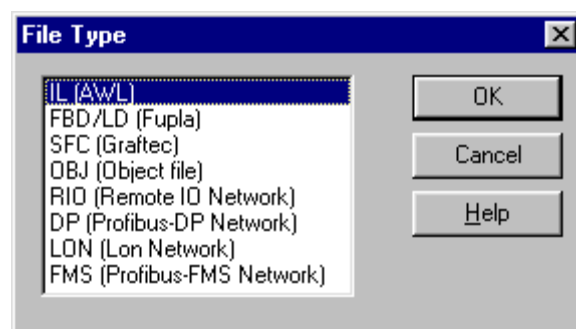 File Type
IL (AWL)
FBD/LD (Fupla)
SFC (Graftec)
OBJ (Object file)
RIO (Remote IO Network)
DP (Profibus-DP Network)
LON (Lon Network)
FMS (Profibus-FMS Network)
OK
Cancel
Help